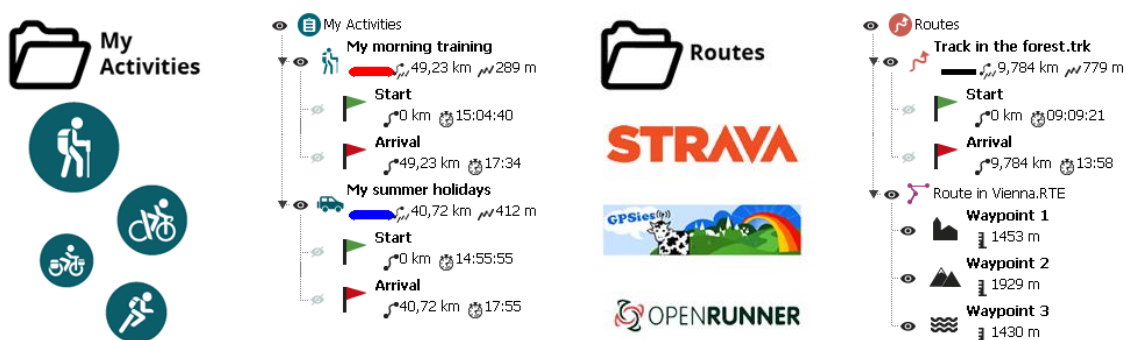 My
Activities
My Activities
My morning training
49,23 km 289 m
Start
0 km 15:04:40
Arrival
49,23 km 17:34
My summer holidays
40,72 km 412 m
Start
0 km 14:55:55
Arrival
40,72 km 17:55
Routes
STRAVA
GPSies
OPENRUNNER
Routes
Track in the forest.trk
9,784 km 779 m
Start
0 km 09:09:21
Arrival
9,784 km 13:58
Route in Vienna.RTE
Waypoint 1
1453 m
Waypoint 2
1929 m
Waypoint 3
1430 m